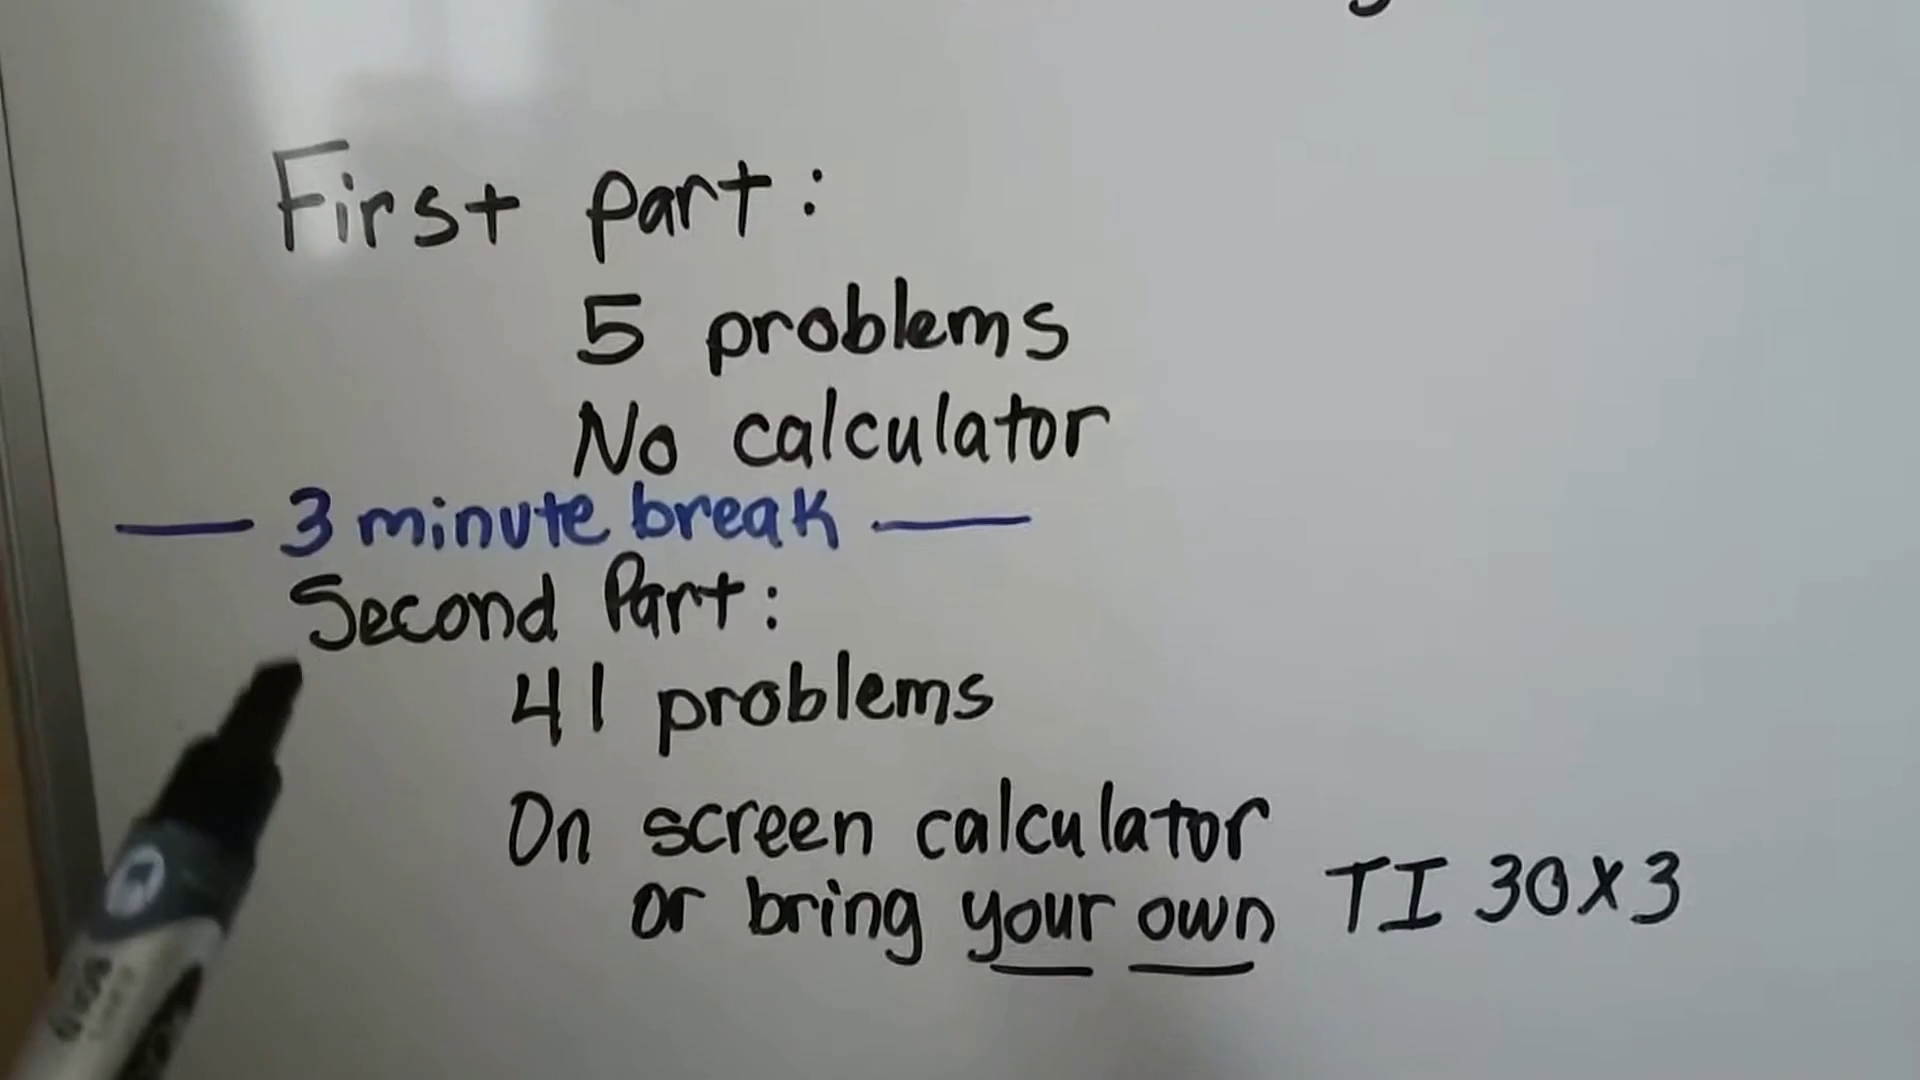 First part:
5 problems
No calculator
3 minute break
Second Part:
41 problems
On screen calculator
or bring your own TI 30x3